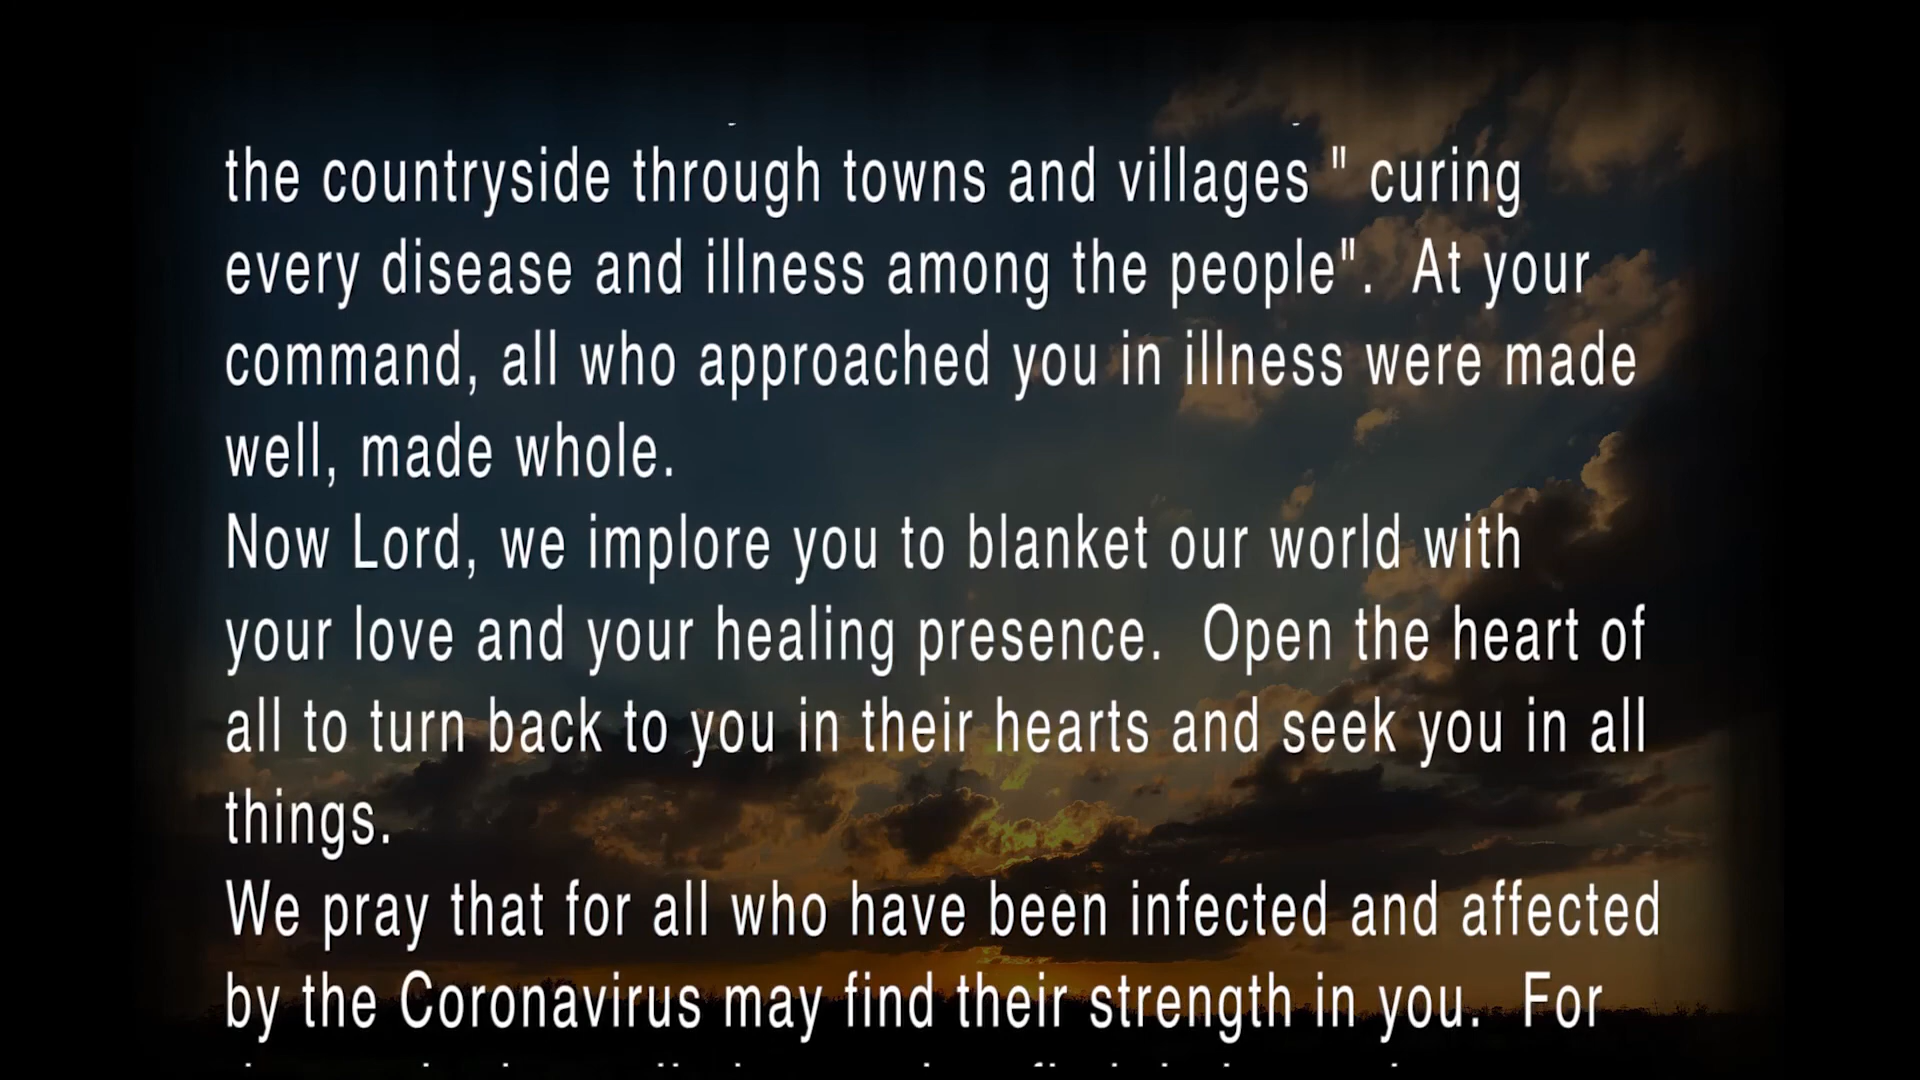 the countryside through towns and villages " curing
every disease and illness among the people".  At your
command, all who approached you in illness were made
well, made whole.
Now Lord, we implore you to blanket our world with
your love and your healing presence.  Open the heart of
all to turn back to you in their hearts and seek you in all
things.
We pray that for all who have been infected and affected
by the Coronavirus may find their strength in you.  For